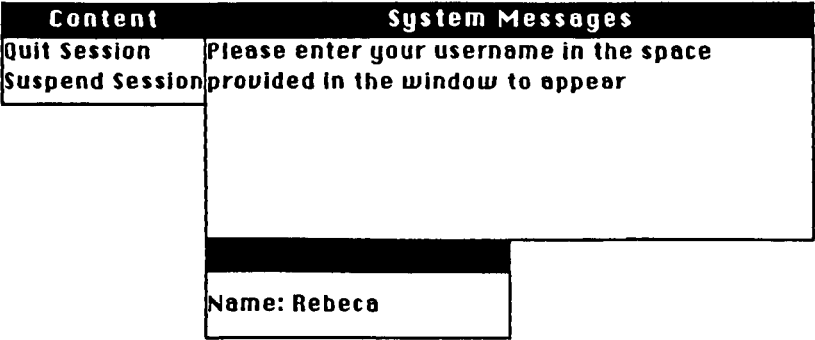 Content
System Messages
Quit Session
Suspend Session
Please enter your username in the space
provided in the window to appear
Name: Rebeca